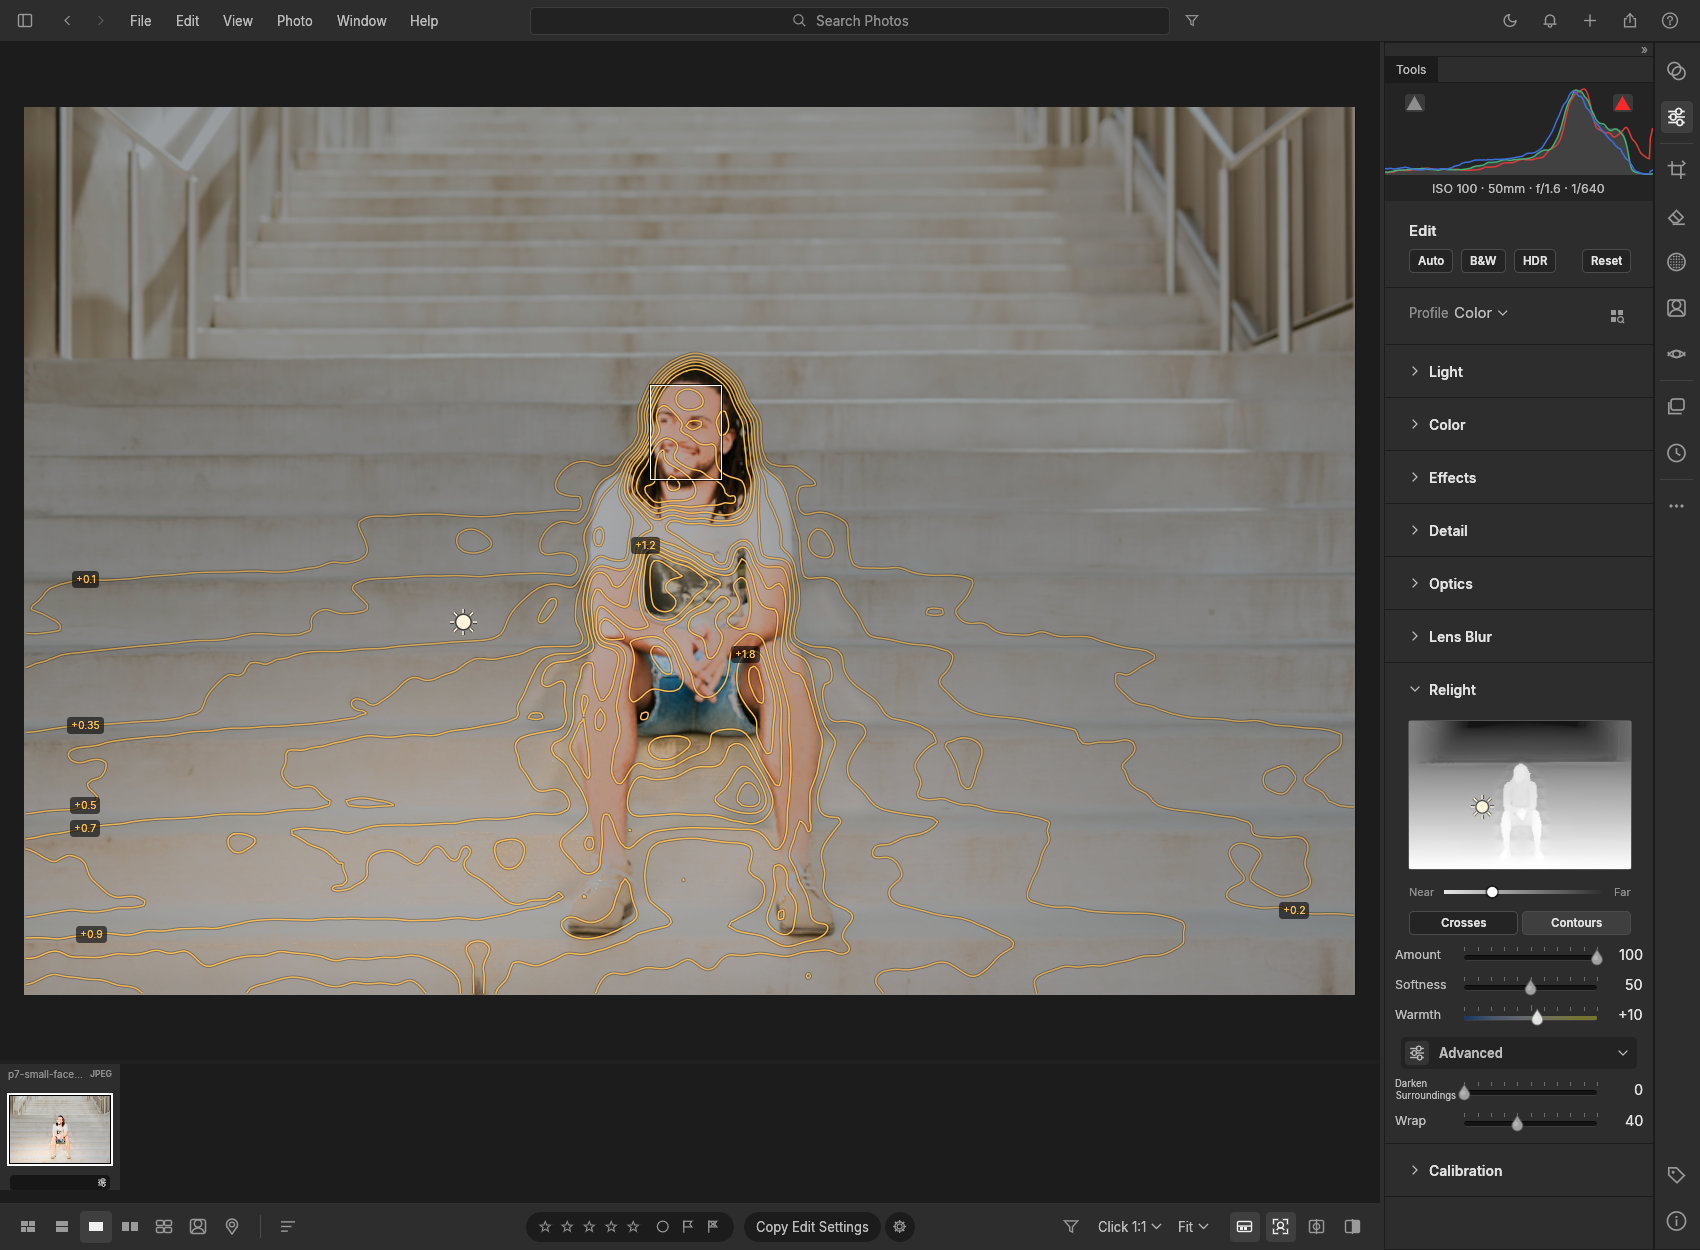 File Edit View Photo Window Help
Search Photos
Tools
ISO 100 · 50mm · f/1.6 · 1/640
Edit
Auto B&W HDR Reset
Profile Color
Light
Color
Effects
Detail
Optics
Lens Blur
Relight
Near Far
Crosses Contours
Amount 100
Softness 50
Warmth +10
Advanced
Darken
Surroundings 0
Wrap 40
Calibration
+1.2
+0.1
+1.8
+0.35
+0.5
+0.7
+0.2
+0.9
p7-small-face... JPEG
Copy Edit Settings
Click 1:1 Fit